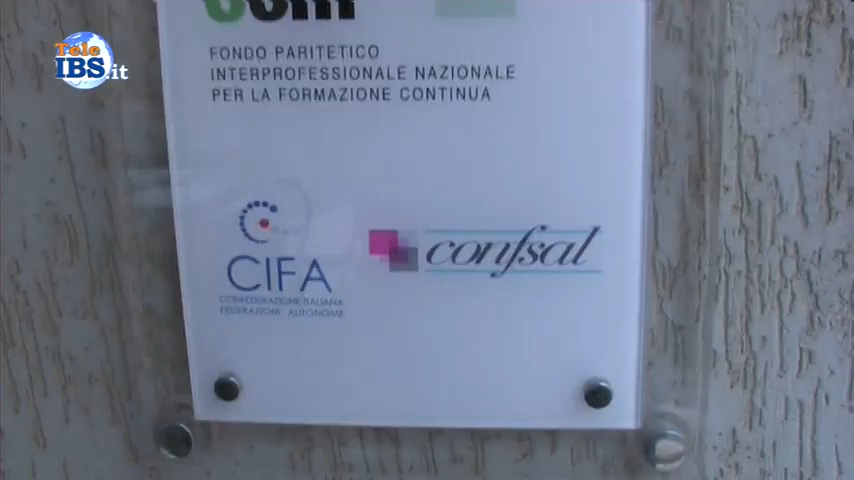 Tele
IBS.it
FONDO PARITETICO
INTERPROFESSIONALE NAZIONALE
PER LA FORMAZIONE CONTINUA
CIFA
CONFEDERAZIONE ITALIANA
FEDERAZIONI AUTONOME
confsal